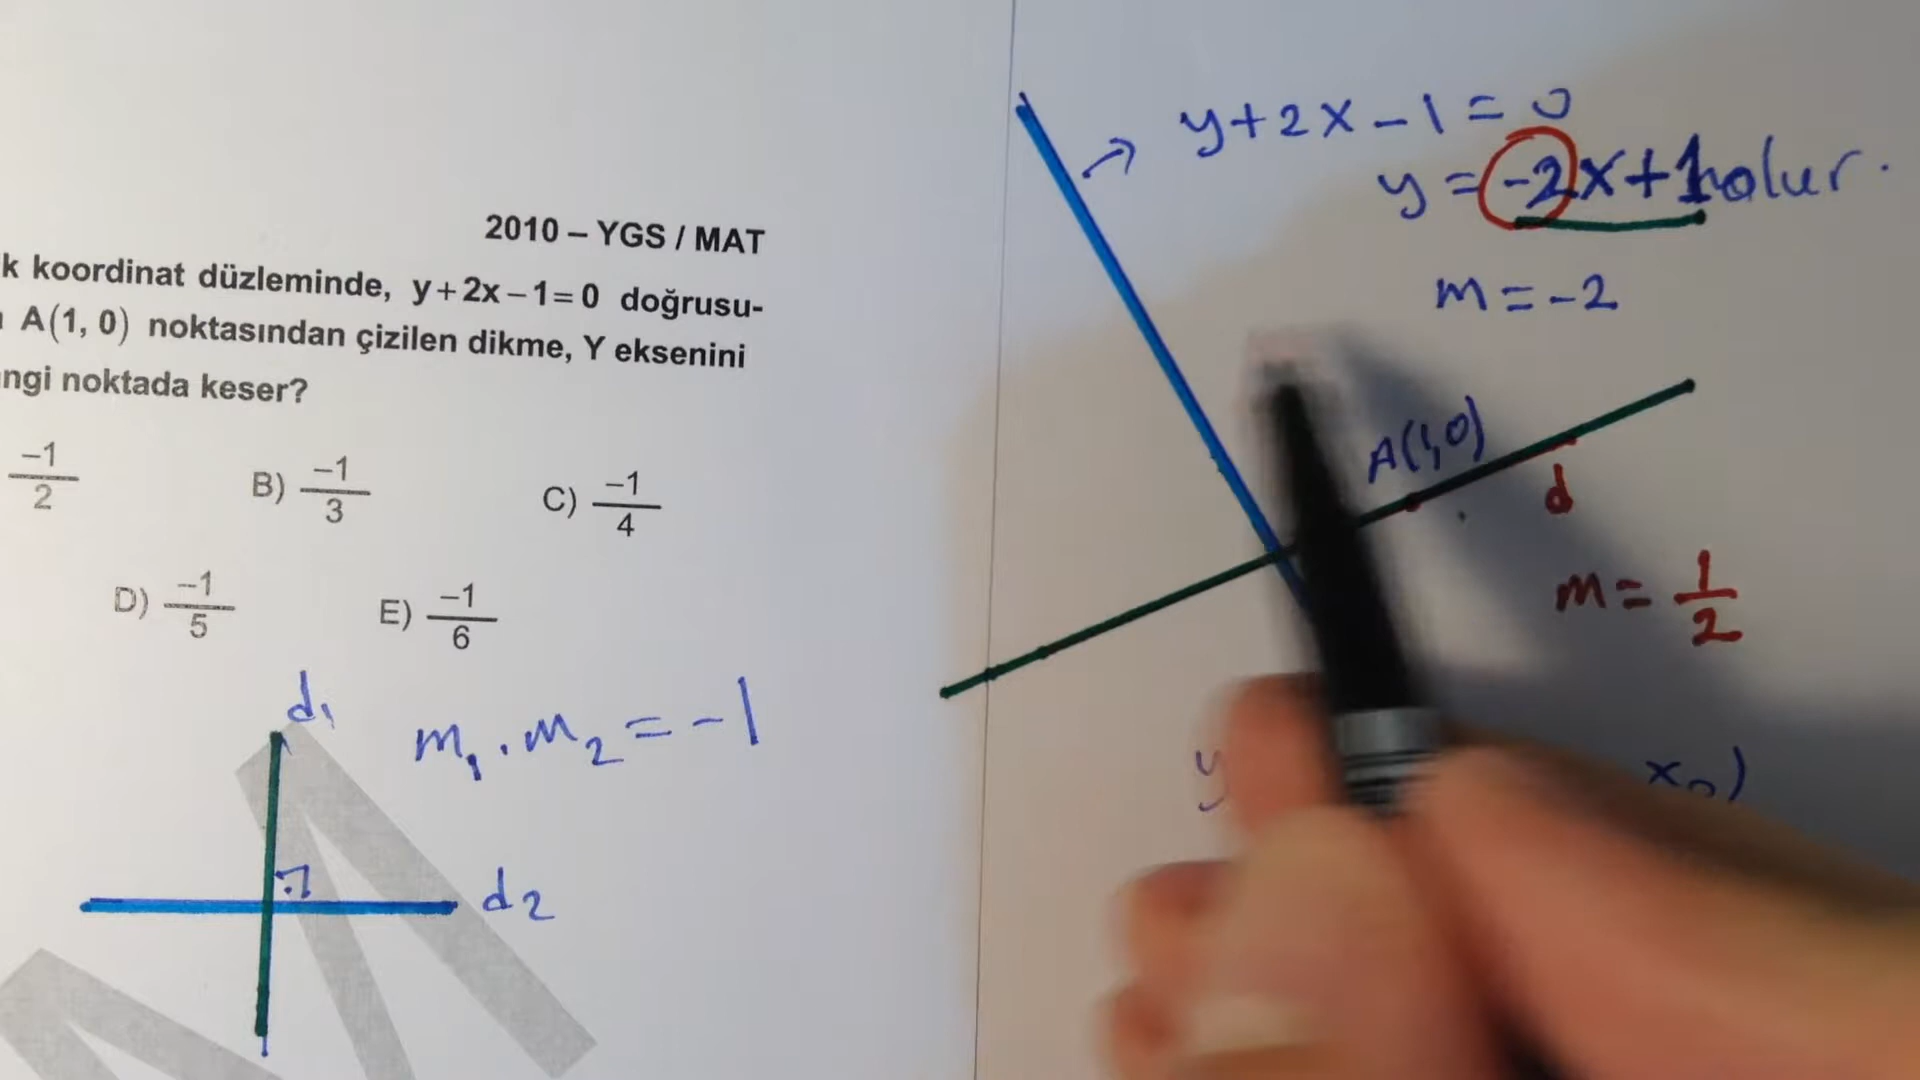 2010 – YGS / MAT
k koordinat düzleminde, y+2x–1=0 doğrusu-
A(1, 0) noktasından çizilen dikme, Y eksenini
ngi noktada keser?
–1/2
B) –1/3
C) –1/4
D) –1/5
E) –1/6
d1
m1 . m2 = -1
d2
y+2x-1=0
y=-2x+1 olur.
m=-2
A(1,0)
d
m=1/2
y
x0)